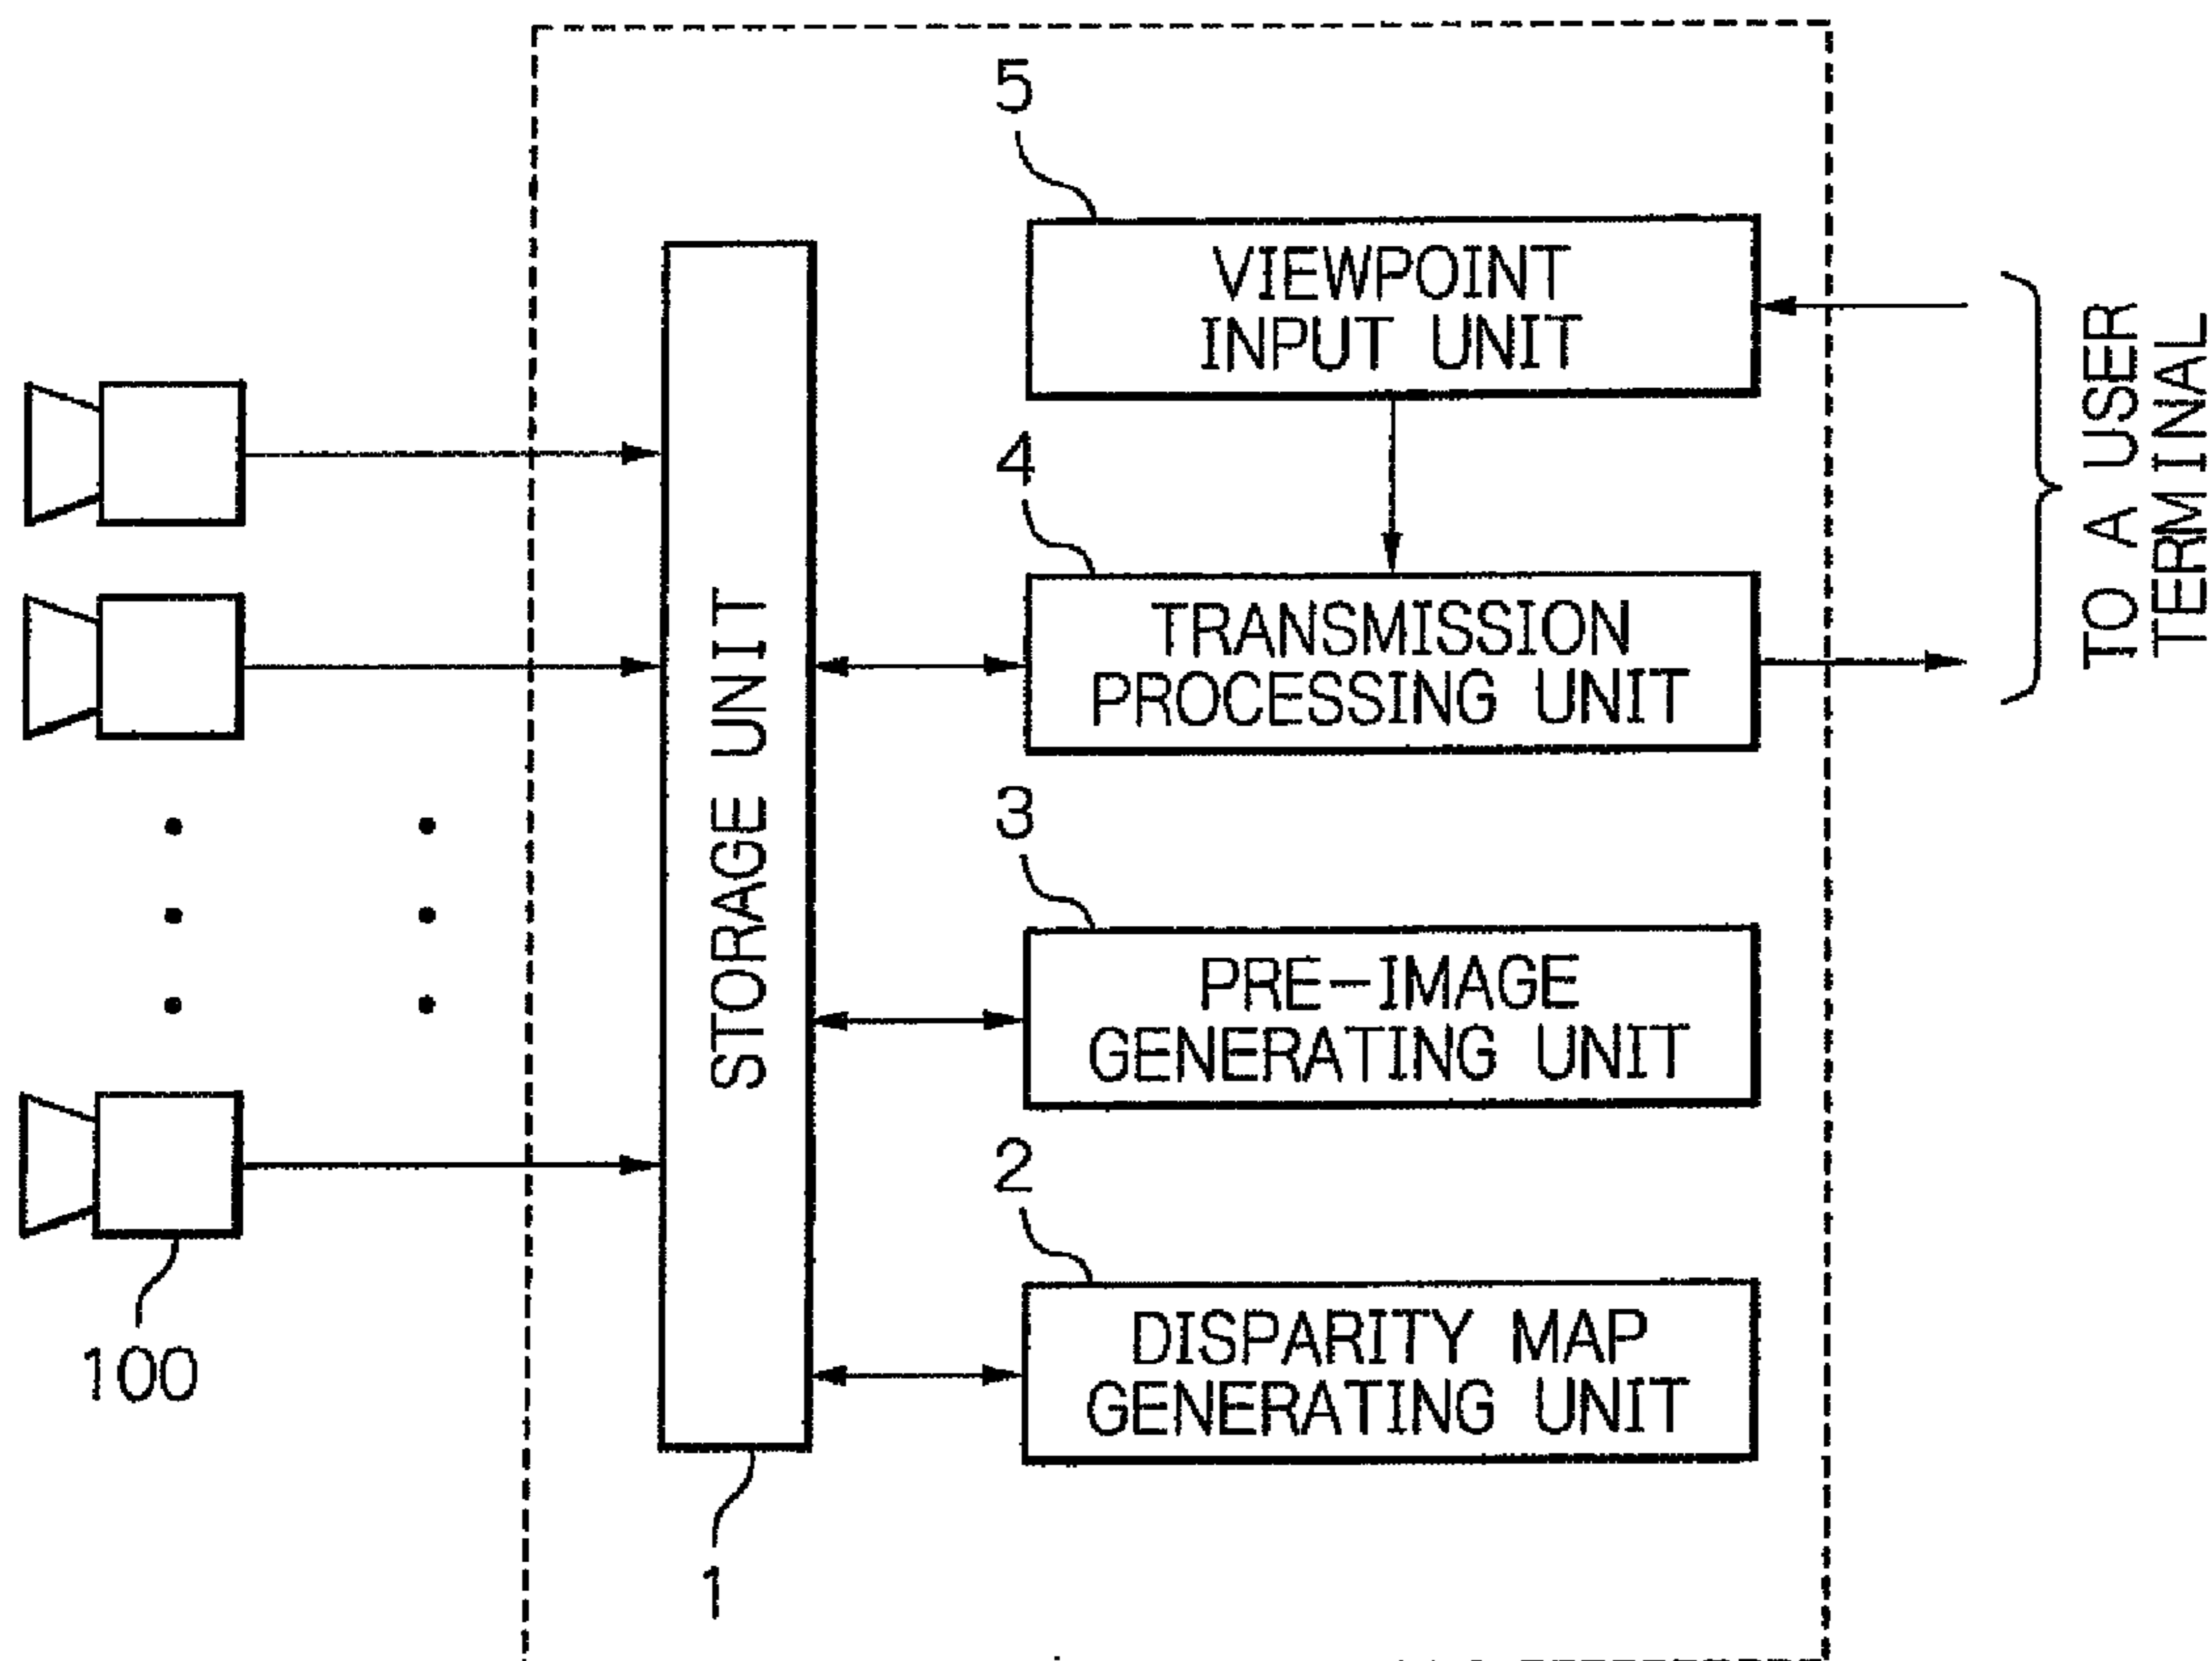 5
VIEWPOINT
INPUT UNIT
4
TRANSMISSION
PROCESSING UNIT
TO A USER
TERMINAL
STORAGE UNIT
3
PRE-IMAGE
GENERATING UNIT
2
DISPARITY MAP
GENERATING UNIT
100
1